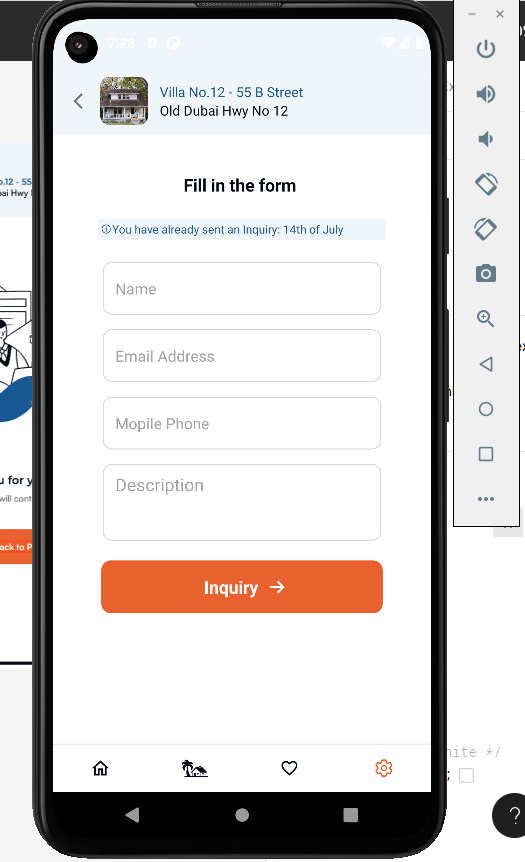 7:28
Villa No.12 - 55 B Street
Old Dubai Hwy No 12
Fill in the form
You have already sent an Inquiry: 14th of July
Name
Email Address
Mopile Phone
Description
Inquiry
o.12 - 55
ai Hwy
u for y
will cont
ack to P
nite */
;
?